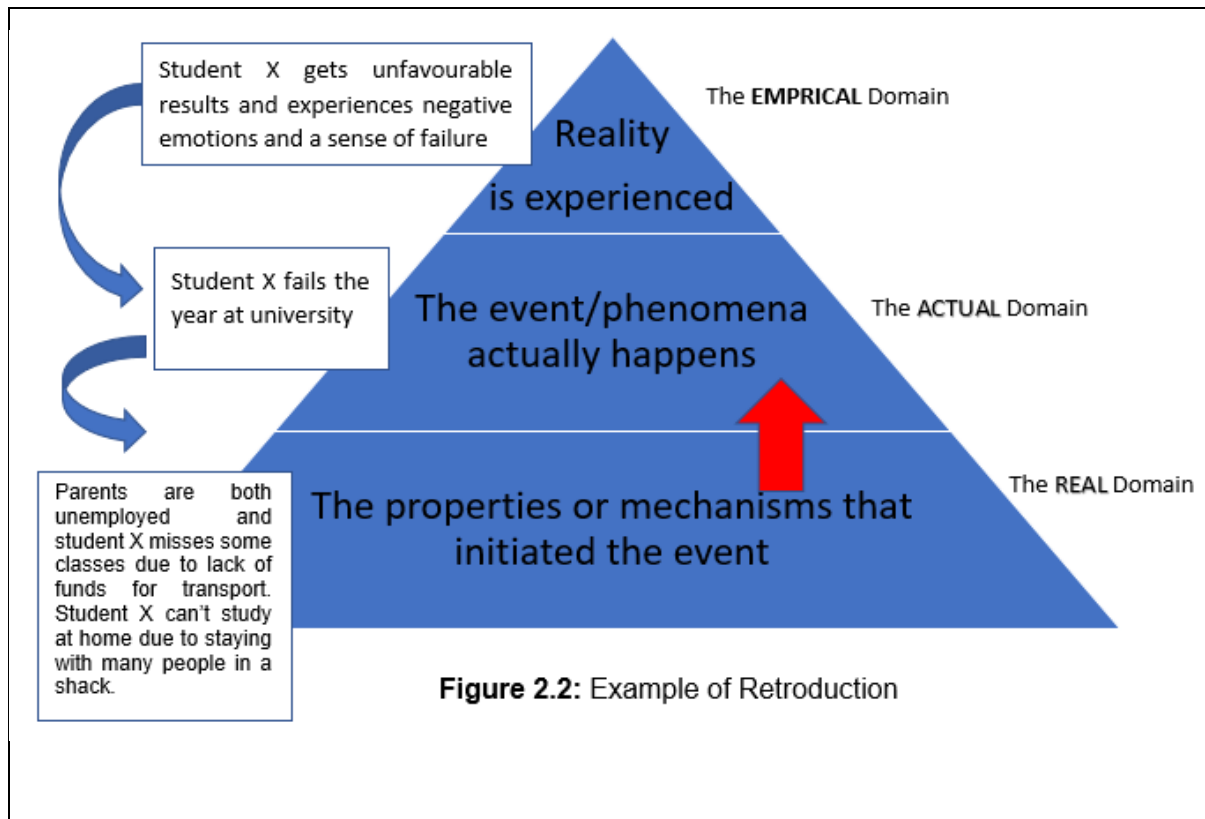 Student X gets unfavourable
results and experiences negative
emotions and a sense of failure
The EMPRICAL Domain
Reality
is experienced
Student X fails the
year at university
The event/phenomena
actually happens
The ACTUAL Domain
Parents are both
unemployed and
student X misses some
classes due to lack of
funds for transport.
Student X can't study
at home due to staying
with many people in a
shack.
The properties or mechanisms that
initiated the event
The REAL Domain
Figure 2.2: Example of Retroduction